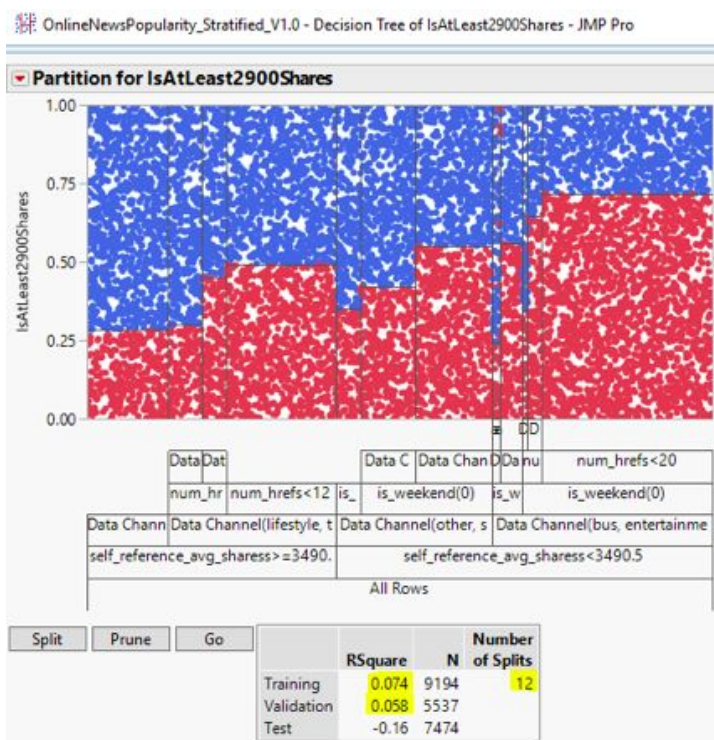 OnlineNewsPopularity_Stratified_V1.0 - Decision Tree of IsAtLeast2900Shares - JMP Pro
Partition for IsAtLeast2900Shares
1.00
0.75
0.50
0.25
0.00
IsAtLeast2900Shares
DD
Data Dat Data C Data Chan D Da nu num_hrefs<20
num_hr num_hrefs<12 is_ is_weekend(0) is_w is_weekend(0)
Data Chann Data Channel(lifestyle, t Data Channel(other, s Data Channel(bus, entertainme
self_reference_avg_sharess>=3490. self_reference_avg_sharess<3490.5
All Rows
Split Prune Go
Number
RSquare N of Splits
Training 0.074 9194 12
Validation 0.058 5537
Test -0.16 7474